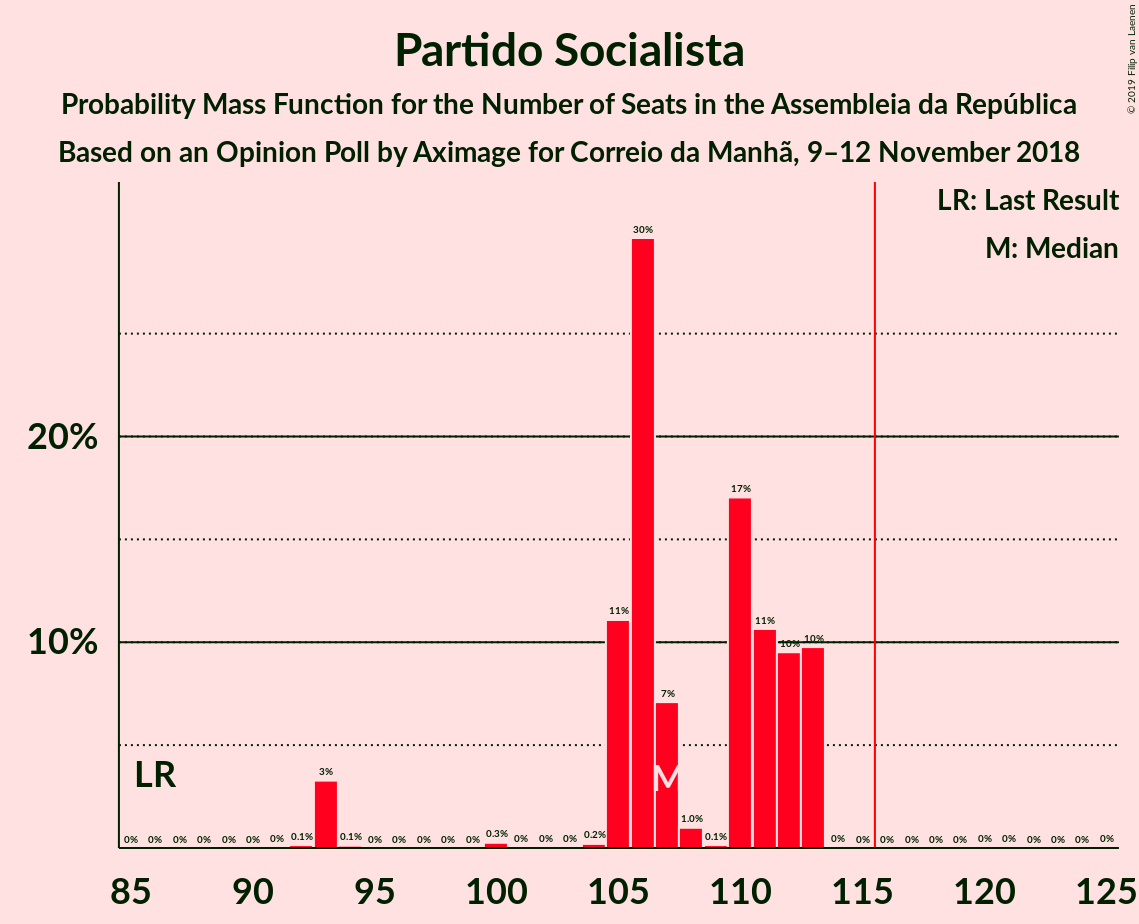 Partido Socialista
Probability Mass Function for the Number of Seats in the Assembleia da República
Based on an Opinion Poll by Aximage for Correio da Manhã, 9–12 November 2018
© 2019 Filip van Laenen
LR: Last Result
M: Median
20%
10%
0% 0% 0% 0% 0% 0% 0% 0.1% 3% 0.1% 0% 0% 0% 0% 0% 0.3% 0% 0% 0% 0.2% 11% 30% 7% 1.0% 0.1% 17% 11% 10% 10% 0% 0% 0% 0% 0% 0% 0% 0% 0% 0% 0% 0%
LR
M
85 90 95 100 105 110 115 120 125